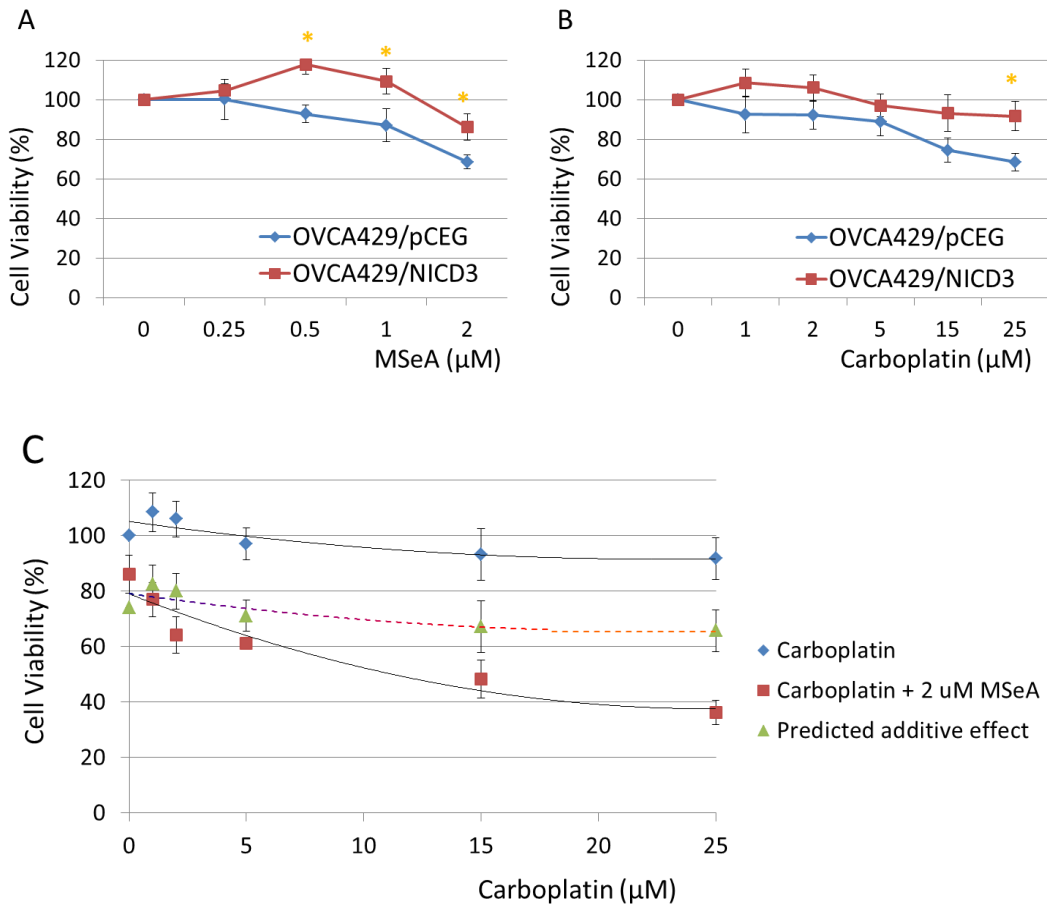 A
*
*
*
120
100
80
60
40
20
0
Cell Viability (%)
OVCA429/pCEG
OVCA429/NICD3
0 0.25 0.5 1 2
MSeA (µM)
B
*
120
100
80
60
40
20
0
Cell Viability (%)
OVCA429/pCEG
OVCA429/NICD3
0 1 2 5 15 25
Carboplatin (µM)
C
120
100
80
60
40
20
0
Cell Viability (%)
0 5 10 15 20 25
Carboplatin (µM)
Carboplatin
Carboplatin + 2 uM MSeA
Predicted additive effect